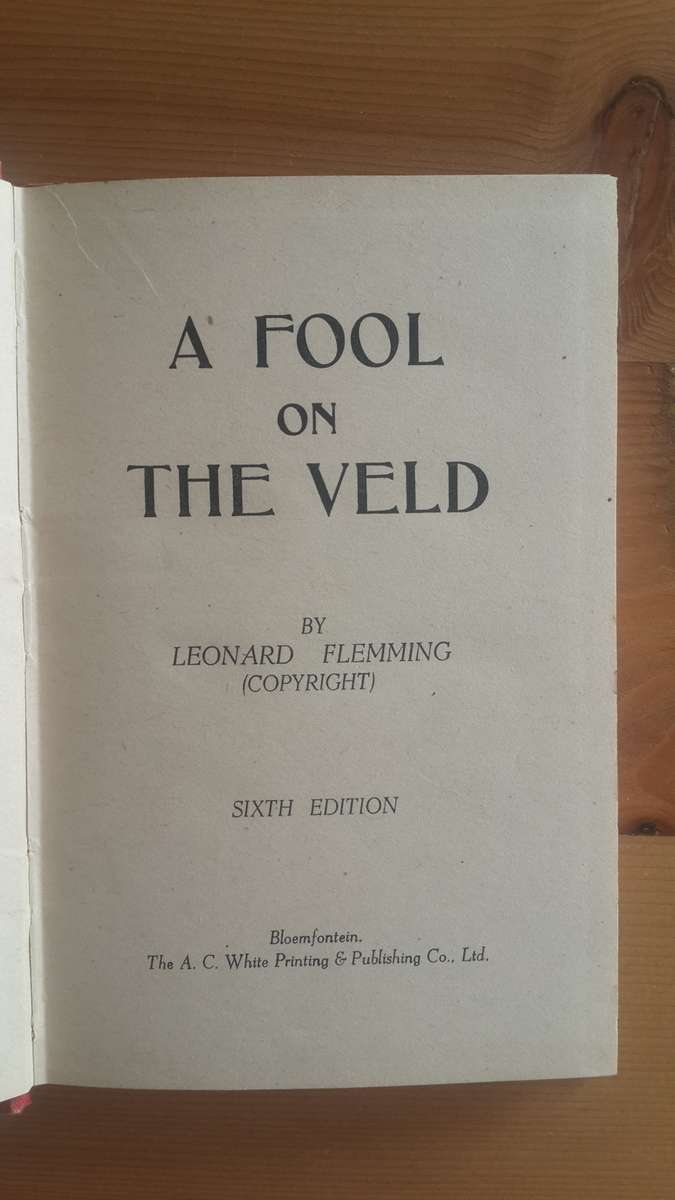 A FOOL
ON
THE VELD
BY
LEONARD FLEMMING
(COPYRIGHT)
SIXTH EDITION
Bloemfontein.
The A. C. White Printing & Publishing Co., Ltd.